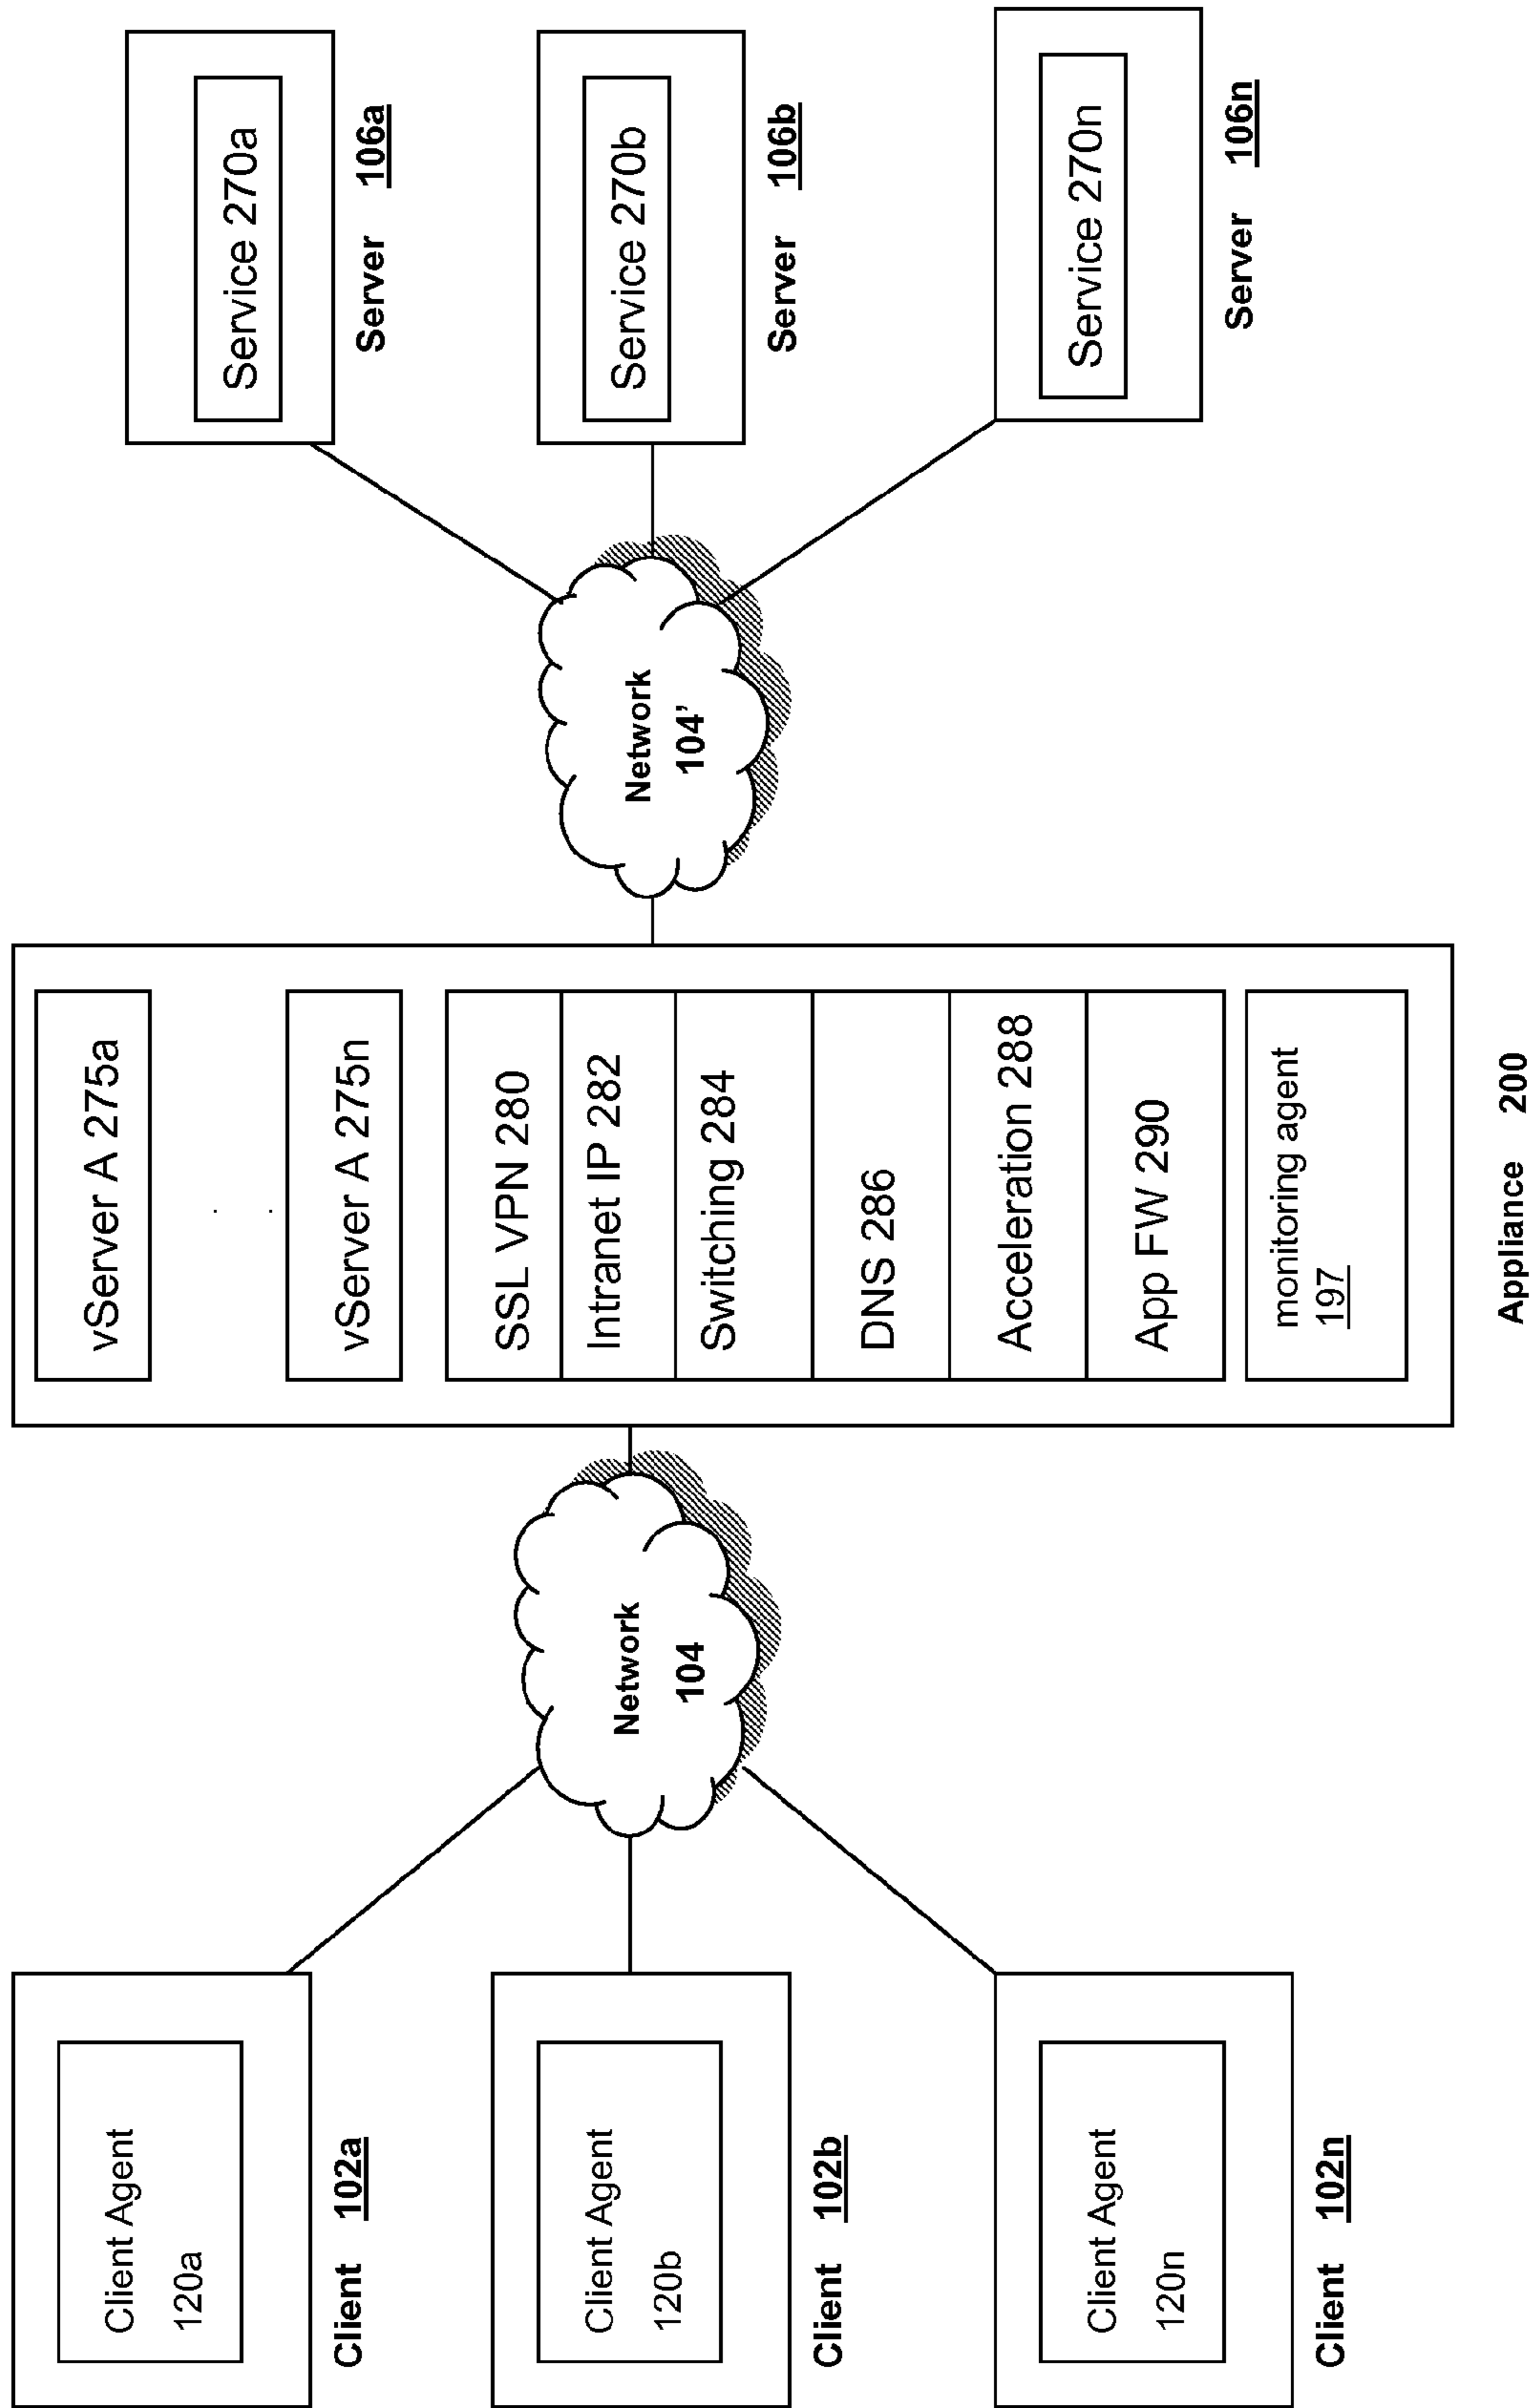 Client Agent
120a
Client 102a
Client Agent
120b
Client 102b
Client Agent
120n
Client 102n
Network
104
vServer A 275a
. .
vServer A 275n
SSL VPN 280
Intranet IP 282
Switching 284
DNS 286
Acceleration 288
App FW 290
monitoring agent
197
Appliance 200
Network
104’
Service 270a
Server 106a
Service 270b
Server 106b
Service 270n
Server 106n